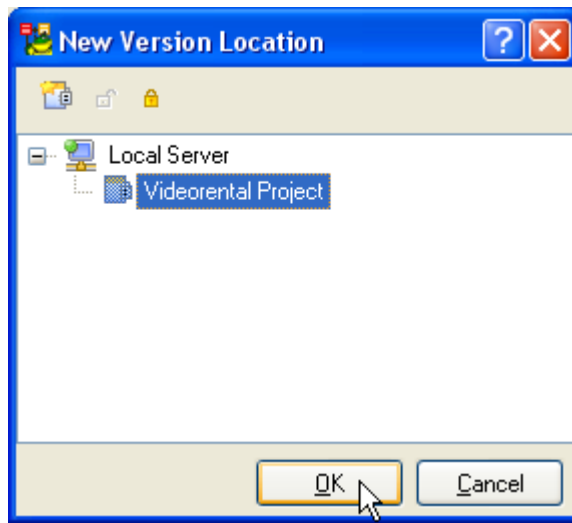 New Version Location
Local Server
Videorental Project
OK
Cancel